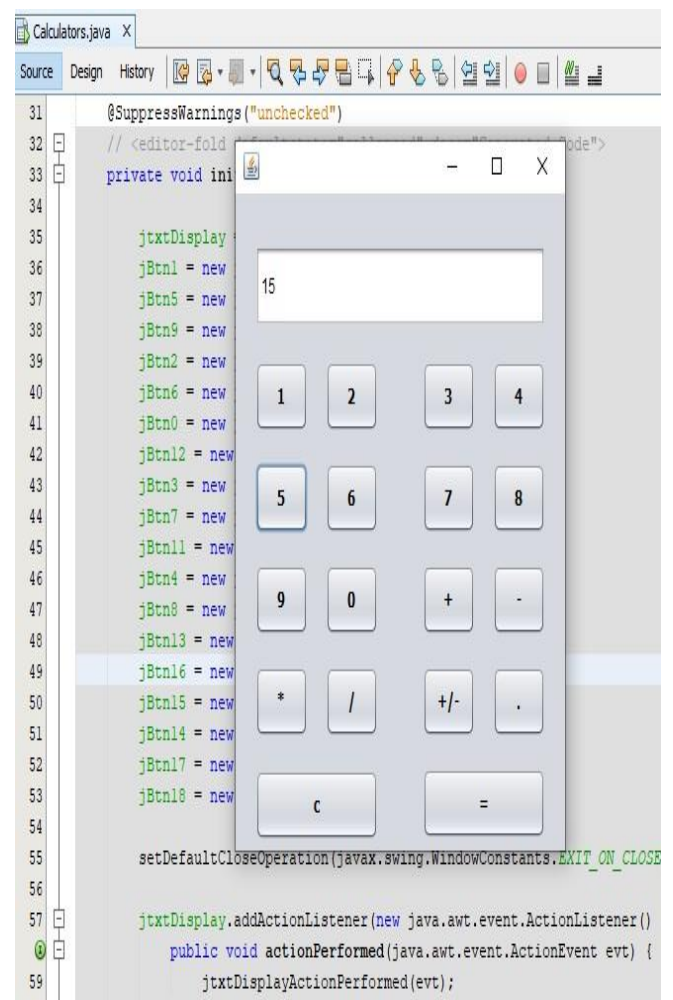 Calculators.java X
Source Design History
31 @SuppressWarnings("unchecked")
32 // <editor-fold Code">
33 private void ini
34
35 jtxtDisplay
36 jBtn1 = new
37 jBtn5 = new
38 jBtn9 = new
39 jBtn2 = new
40 jBtn6 = new
41 jBtn0 = new
42 jBtn12 = new
43 jBtn3 = new
44 jBtn7 = new
45 jBtn11 = new
46 jBtn4 = new
47 jBtn8 = new
48 jBtn13 = new
49 jBtn16 = new
50 jBtn15 = new
51 jBtn14 = new
52 jBtn17 = new
53 jBtn18 = new
54
55 setDefaultCloseOperation(javax.swing.WindowConstants.EXIT_ON_CLOSE
56
57 jtxtDisplay.addActionListener(new java.awt.event.ActionListener()
public void actionPerformed(java.awt.event.ActionEvent evt) {
59 jtxtDisplayActionPerformed(evt);
15
1 2 3 4
5 6 7 8
9 0 + -
* / +/- .
c =